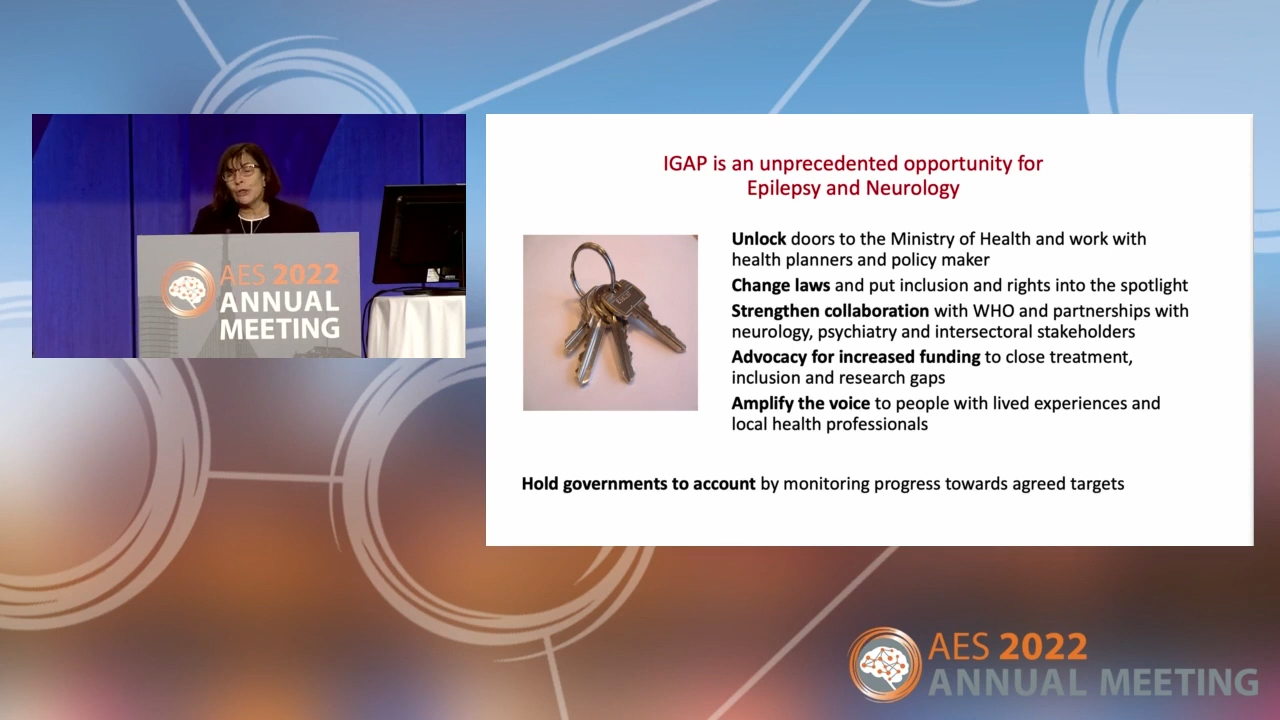 AES 2022
ANNUAL
MEETING
IGAP is an unprecedented opportunity for
Epilepsy and Neurology
Unlock doors to the Ministry of Health and work with
health planners and policy maker
Change laws and put inclusion and rights into the spotlight
Strengthen collaboration with WHO and partnerships with
neurology, psychiatry and intersectoral stakeholders
Advocacy for increased funding to close treatment,
inclusion and research gaps
Amplify the voice to people with lived experiences and
local health professionals
Hold governments to account by monitoring progress towards agreed targets
AES 2022
ANNUAL MEETING